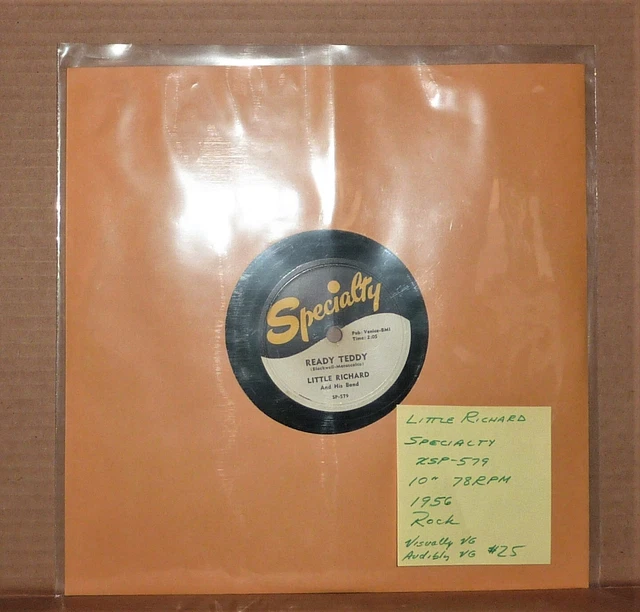 Specialty
Pub: Venice-BMI
Time: 2:05
READY TEDDY
(Blackwell-Marascalco)
LITTLE RICHARD
And His Band
SP-579
LITTLE RICHARD
SPECIALTY
XSP-579
10" 78RPM
1956
Rock
Visually VG
Audibly VG #25